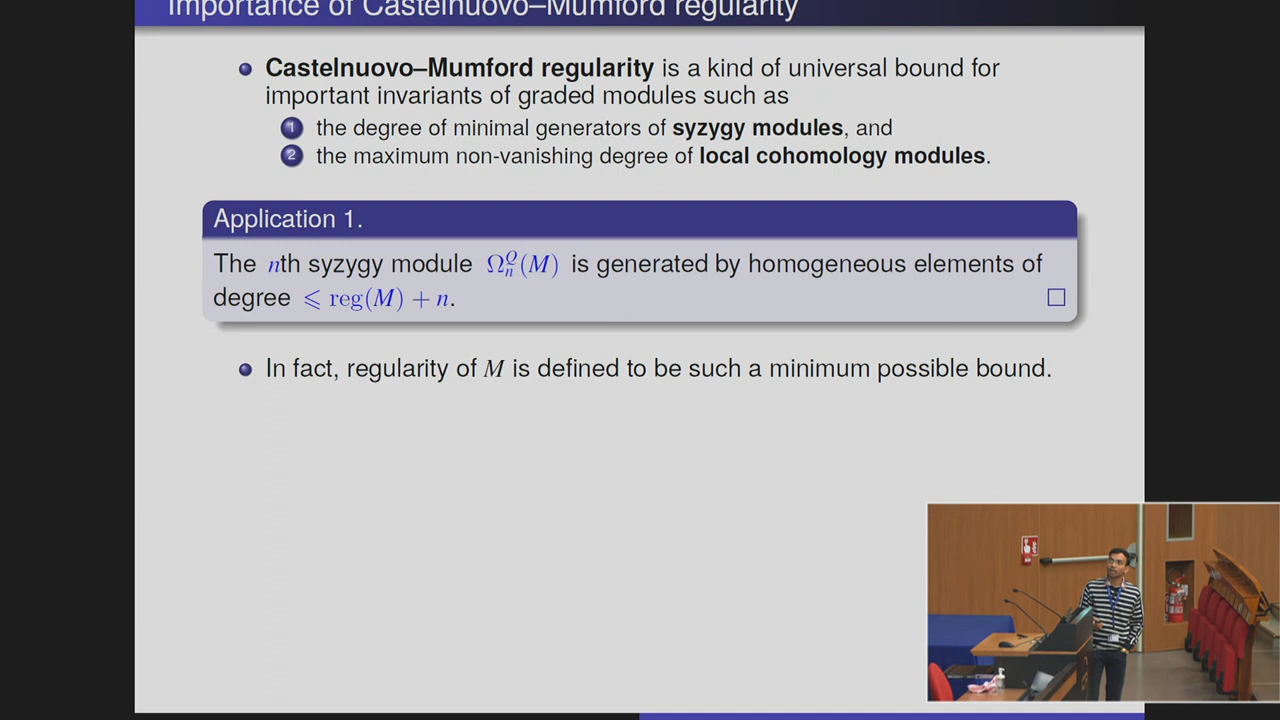 Importance of Castelnuovo–Mumford regularity
Castelnuovo–Mumford regularity is a kind of universal bound for
important invariants of graded modules such as
1 the degree of minimal generators of syzygy modules, and
2 the maximum non-vanishing degree of local cohomology modules.
Application 1.
The nth syzygy module Ω_n^Q(M) is generated by homogeneous elements of
degree ⩽ reg(M) + n. □
In fact, regularity of M is defined to be such a minimum possible bound.